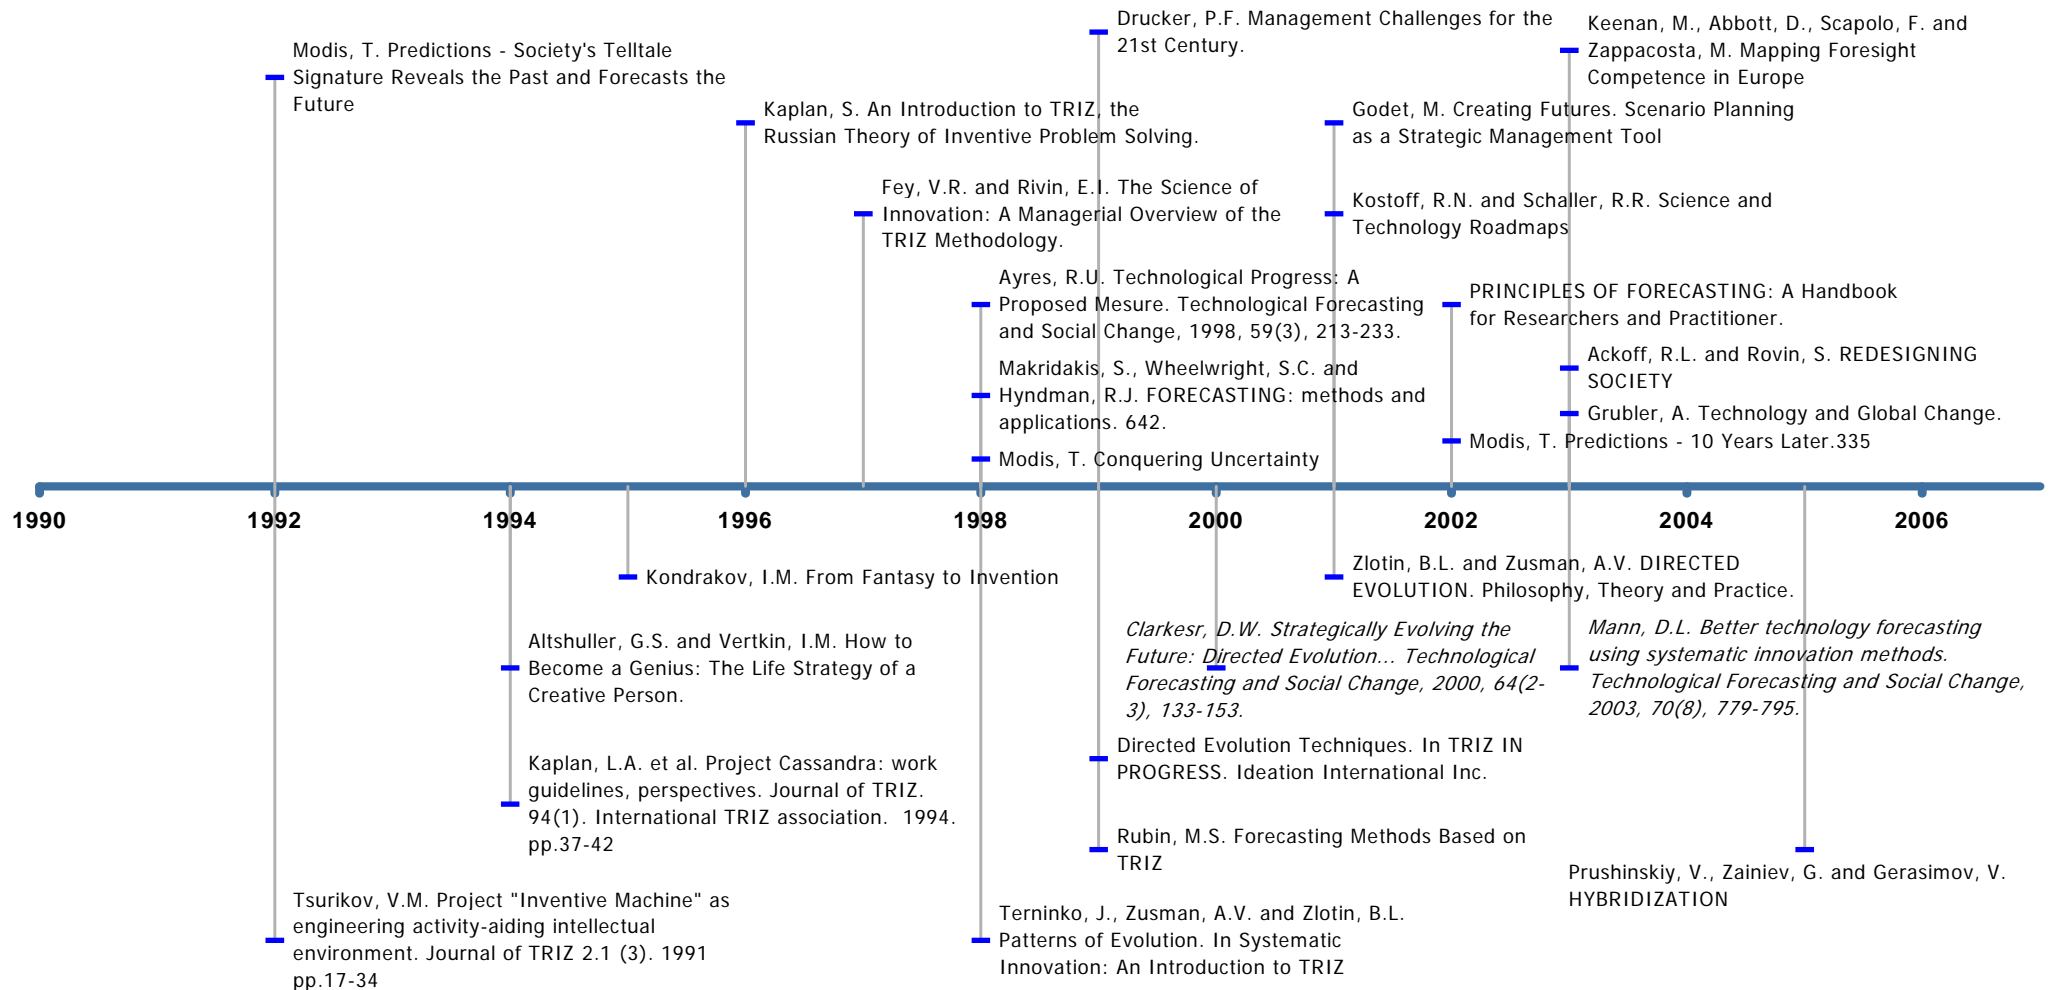 Modis, T. Predictions - Society's Telltale
Signature Reveals the Past and Forecasts the
Future
Kaplan, S. An Introduction to TRIZ, the
Russian Theory of Inventive Problem Solving.
Fey, V.R. and Rivin, E.I. The Science of
Innovation: A Managerial Overview of the
TRIZ Methodology.
Ayres, R.U. Technological Progress: A
Proposed Mesure. Technological Forecasting
and Social Change, 1998, 59(3), 213-233.
Makridakis, S., Wheelwright, S.C. and
Hyndman, R.J. FORECASTING: methods and
applications. 642.
Modis, T. Conquering Uncertainty
Drucker, P.F. Management Challenges for the
21st Century.
Godet, M. Creating Futures. Scenario Planning
as a Strategic Management Tool
Kostoff, R.N. and Schaller, R.R. Science and
Technology Roadmaps
PRINCIPLES OF FORECASTING: A Handbook
for Researchers and Practitioner.
Modis, T. Predictions - 10 Years Later.335
Keenan, M., Abbott, D., Scapolo, F. and
Zappacosta, M. Mapping Foresight
Competence in Europe
Ackoff, R.L. and Rovin, S. REDESIGNING
SOCIETY
Grubler, A. Technology and Global Change.
1990
1992
1994
1996
1998
2000
2002
2004
2006
Kondrakov, I.M. From Fantasy to Invention
Altshuller, G.S. and Vertkin, I.M. How to
Become a Genius: The Life Strategy of a
Creative Person.
Kaplan, L.A. et al. Project Cassandra: work
guidelines, perspectives. Journal of TRIZ.
94(1). International TRIZ association.  1994.
pp.37-42
Tsurikov, V.M. Project "Inventive Machine" as
engineering activity-aiding intellectual
environment. Journal of TRIZ 2.1 (3). 1991
pp.17-34
Zlotin, B.L. and Zusman, A.V. DIRECTED
EVOLUTION. Philosophy, Theory and Practice.
Clarkesr, D.W. Strategically Evolving the
Future: Directed Evolution... Technological
Forecasting and Social Change, 2000, 64(2-
3), 133-153.
Directed Evolution Techniques. In TRIZ IN
PROGRESS. Ideation International Inc.
Rubin, M.S. Forecasting Methods Based on
TRIZ
Terninko, J., Zusman, A.V. and Zlotin, B.L.
Patterns of Evolution. In Systematic
Innovation: An Introduction to TRIZ
Mann, D.L. Better technology forecasting
using systematic innovation methods.
Technological Forecasting and Social Change,
2003, 70(8), 779-795.
Prushinskiy, V., Zainiev, G. and Gerasimov, V.
HYBRIDIZATION